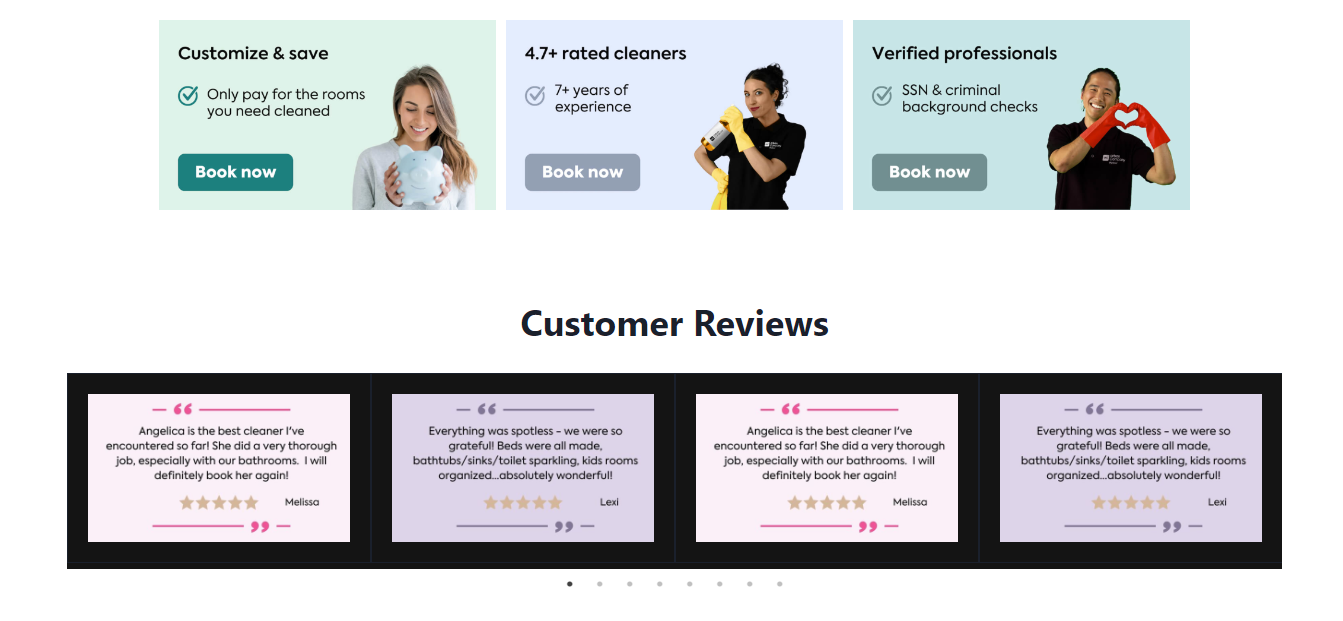 Customize & save
Only pay for the rooms
you need cleaned
Book now
4.7+ rated cleaners
7+ years of
experience
Book now
Verified professionals
SSN & criminal
background checks
Book now
Customer Reviews
Angelica is the best cleaner I've
encountered so far! She did a very thorough
job, especially with our bathrooms. I will
definitely book her again!
Melissa
Everything was spotless - we were so
grateful! Beds were all made,
bathtubs/sinks/toilet sparkling, kids rooms
organized...absolutely wonderful!
Lexi
Angelica is the best cleaner I've
encountered so far! She did a very thorough
job, especially with our bathrooms. I will
definitely book her again!
Melissa
Everything was spotless - we were so
grateful! Beds were all made,
bathtubs/sinks/toilet sparkling, kids rooms
organized...absolutely wonderful!
Lexi